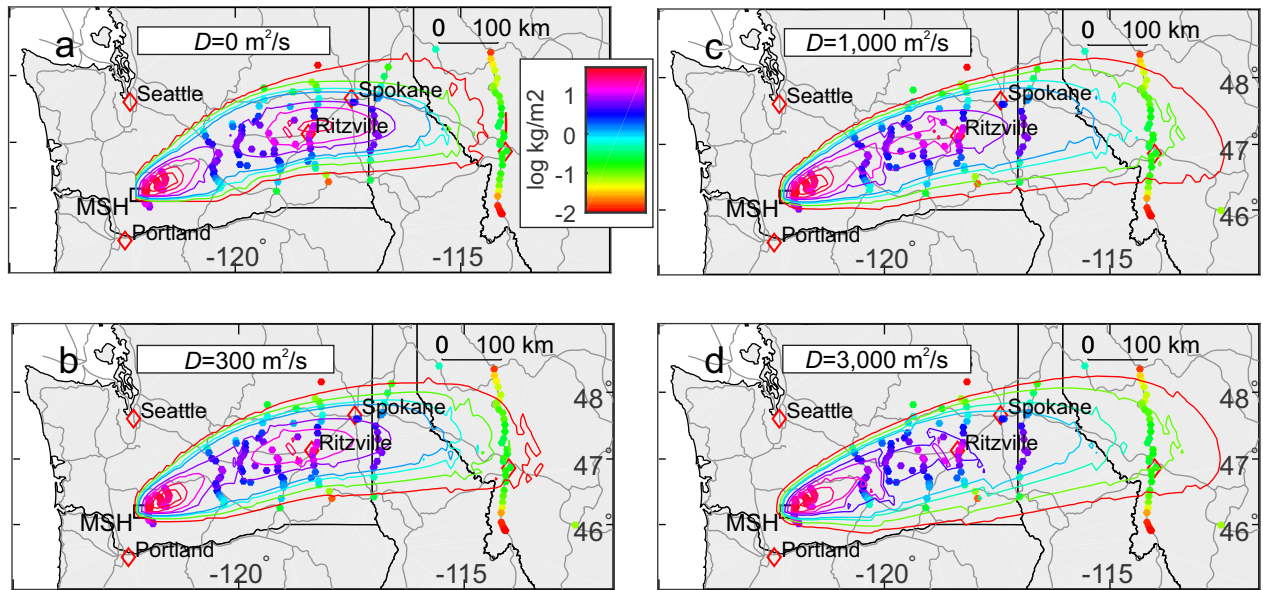 a
D=0 m²/s
0 100 km
Seattle
Spokane
Ritzville
MSH
Portland
-120°
-115
log kg/m2
1
0
-1
-2
c
D=1,000 m²/s
0 100 km
Seattle
Spokane
Ritzville
MSH
Portland
48°
47°
46°
-120°
-115
b
D=300 m²/s
0 100 km
Seattle
Spokane
Ritzville
MSH
Portland
48°
47°
46°
-120°
-115
d
D=3,000 m²/s
0 100 km
Seattle
Spokane
Ritzville
MSH
Portland
48°
47°
46°
-120°
-115